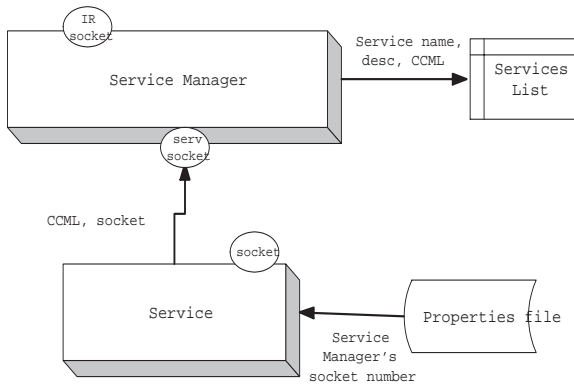 IR
socket
Service Manager
Service name,
desc, CCML
Services
List
serv
socket
CCML, socket
socket
Service
Properties file
Service
Manager's
socket number